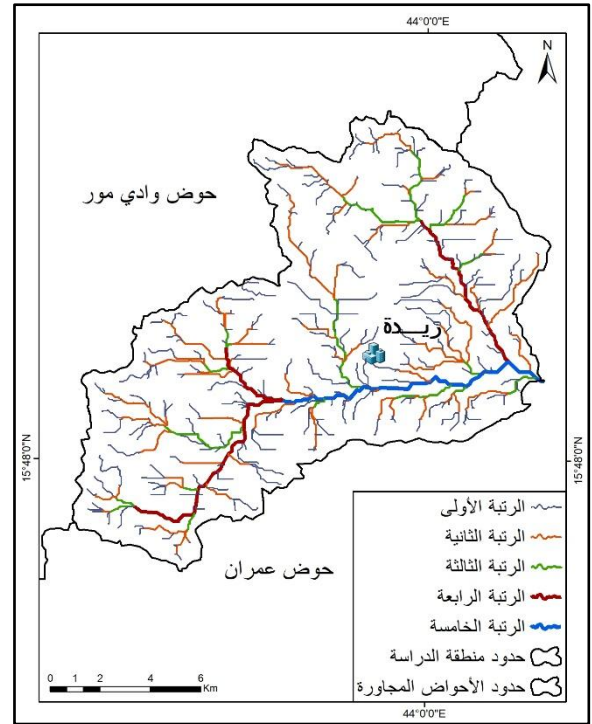 44°0'0"E
N
حوض وادي مور
ريـــدة
15°48'0"N
15°48'0"N
حوض عمران
الرتبة الأولى
الرتبة الثانية
الرتبة الثالثة
الرتبة الرابعة
الرتبة الخامسة
حدود منطقة الدراسة
حدود الأحواض المجاورة
0 1 2 4 6
Km
44°0'0"E